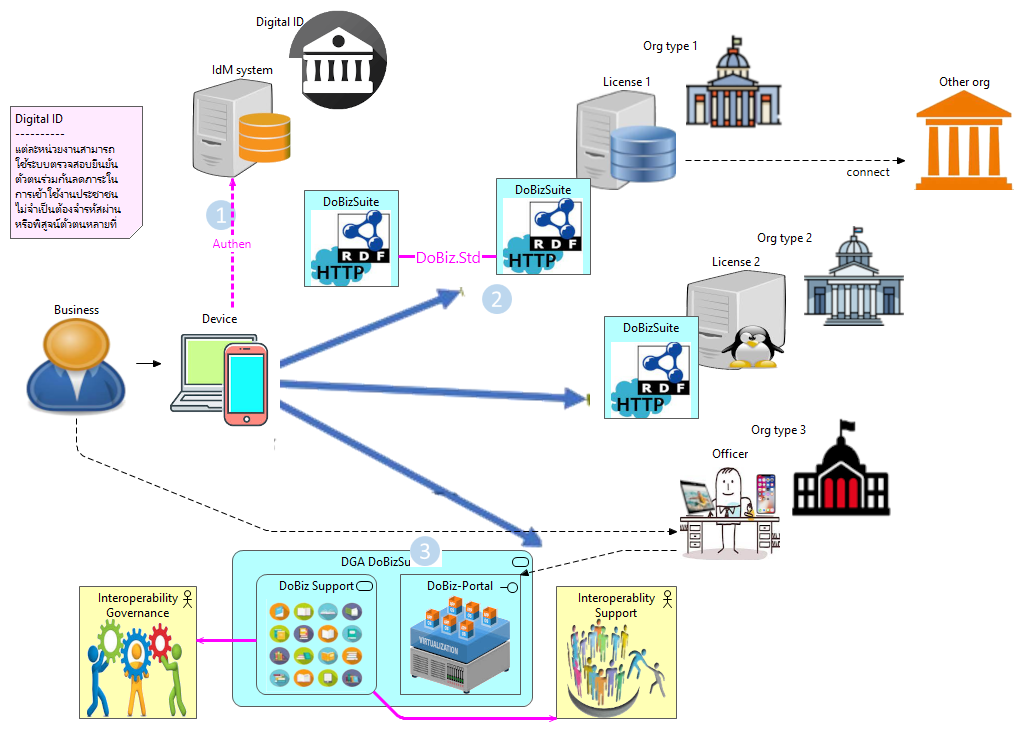 Digital ID
IdM system
Org type 1
License 1
Other org
Digital ID
----------
แต่ละหน่วยงานสามารถ
ใช้ระบบตรวจสอบยืนยัน
ตัวตนร่วมกันลดภาระใน
การเข้าใช้งานประชาชน
ไม่จำเป็นต้องจำรหัสผ่าน
หรือพิสูจน์ตัวตนหลายที่
connect
1
Authen
DoBizSuite
RDF
HTTP
DoBiz.Std
DoBizSuite
RDF
HTTP
2
Org type 2
License 2
Business
Device
DoBizSuite
RDF
HTTP
Org type 3
Officer
3
DGA DoBizSu
DoBiz Support
DoBiz-Portal
VIRTUALIZATION
Interoperability
Governance
Interoperablity
Support